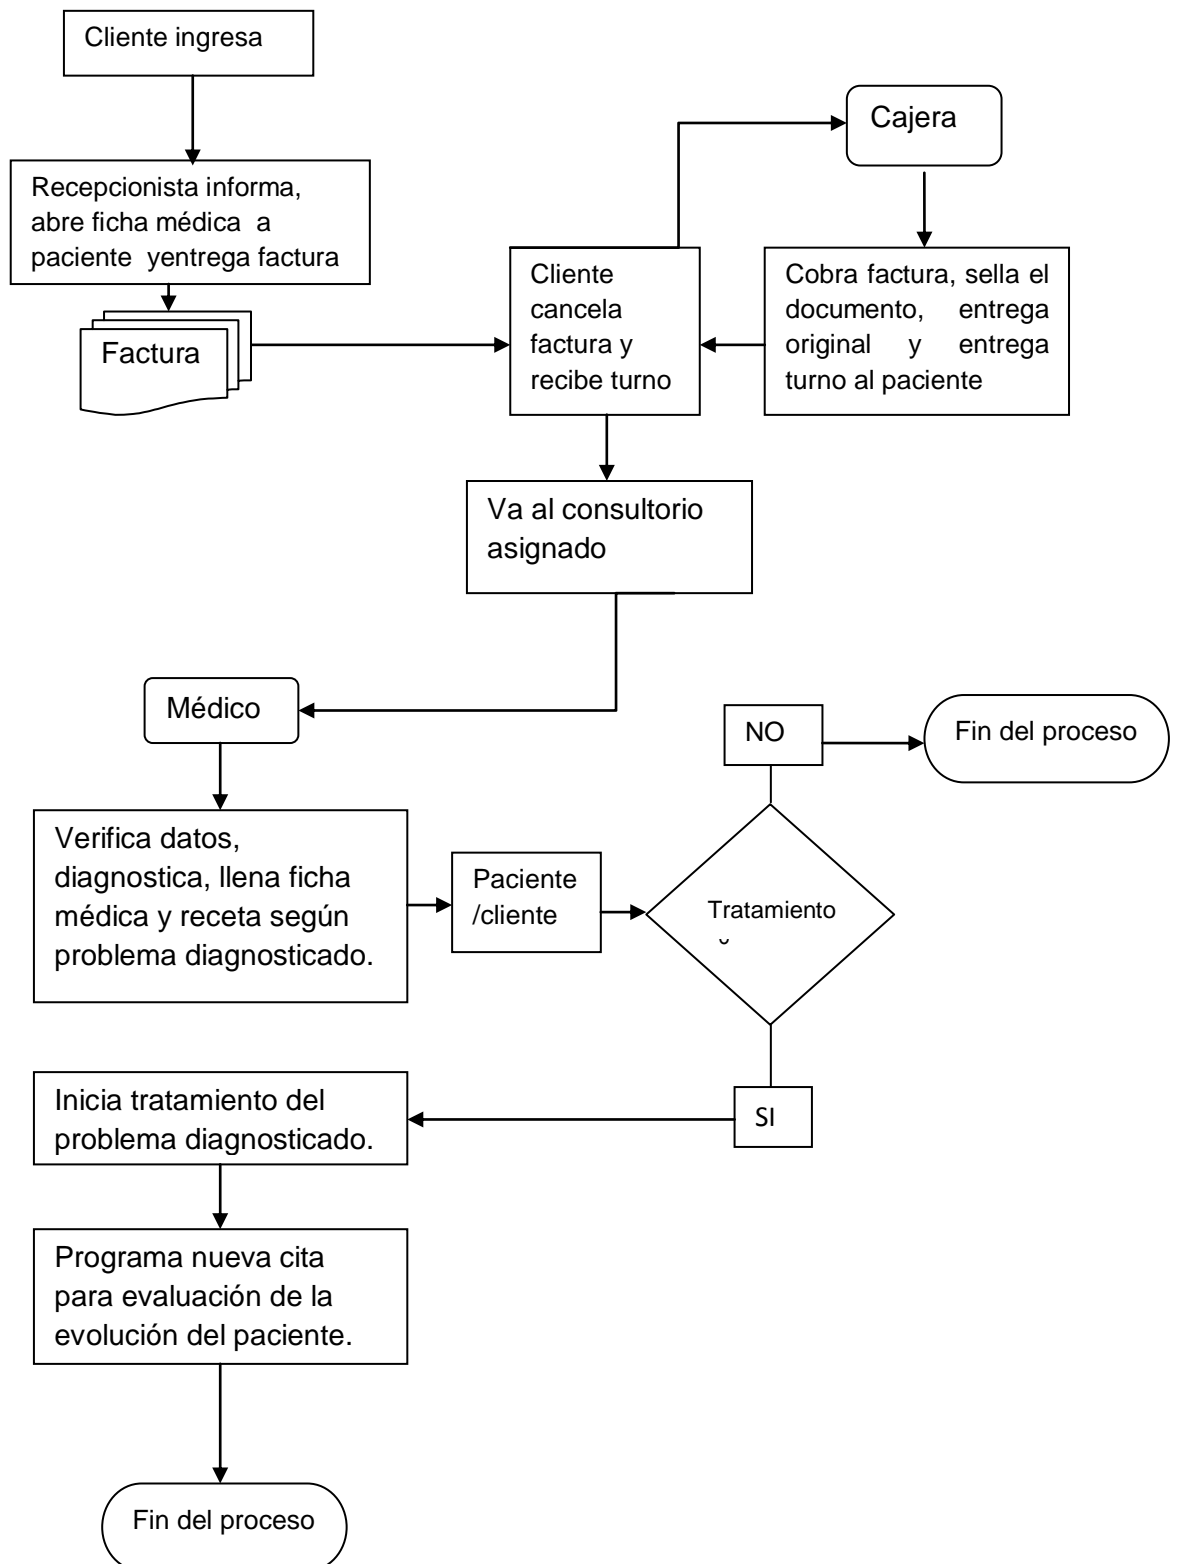 Cliente ingresa
Recepcionista informa,
abre ficha médica a
paciente yentrega factura
Factura
Cliente
cancela
factura y
recibe turno
Cajera
Cobra factura, sella el
documento, entrega
original y entrega
turno al paciente
Va al consultorio
asignado
Médico
Verifica datos,
diagnostica, llena ficha
médica y receta según
problema diagnosticado.
Paciente
/cliente
Tratamiento
NO
Fin del proceso
SI
Inicia tratamiento del
problema diagnosticado.
Programa nueva cita
para evaluación de la
evolución del paciente.
Fin del proceso